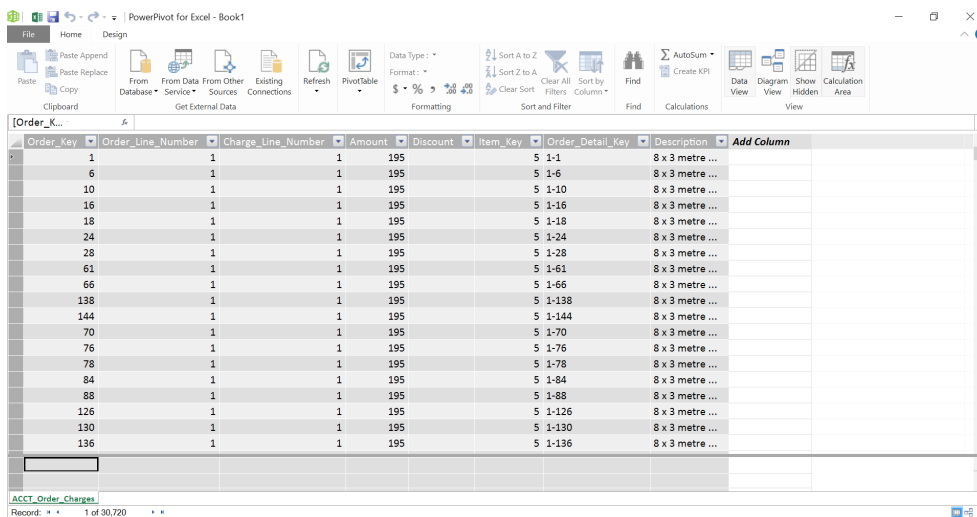 PowerPivot for Excel - Book1
File Home Design
Paste
Paste Append
Paste Replace
Copy
Clipboard
From Database
From Data Service
From Other Sources
Existing Connections
Get External Data
Refresh
PivotTable
Data Type :
Format :
$ % , .0 .00 .00 .0
Formatting
Sort A to Z
Sort Z to A
Clear Sort
Clear All Filters
Sort by Column
Sort and Filter
Find
Find
AutoSum
Create KPI
Calculations
Data View
Diagram View
Show Hidden
Calculation Area
View
[Order_K... fx
Order_Key Order_Line_Number Charge_Line_Number Amount Discount Item_Key Order_Detail_Key Description Add Column
1 1 1 195 5 1-1 8 x 3 metre ...
6 1 1 195 5 1-6 8 x 3 metre ...
10 1 1 195 5 1-10 8 x 3 metre ...
16 1 1 195 5 1-16 8 x 3 metre ...
18 1 1 195 5 1-18 8 x 3 metre ...
24 1 1 195 5 1-24 8 x 3 metre ...
28 1 1 195 5 1-28 8 x 3 metre ...
61 1 1 195 5 1-61 8 x 3 metre ...
66 1 1 195 5 1-66 8 x 3 metre ...
138 1 1 195 5 1-138 8 x 3 metre ...
144 1 1 195 5 1-144 8 x 3 metre ...
70 1 1 195 5 1-70 8 x 3 metre ...
76 1 1 195 5 1-76 8 x 3 metre ...
78 1 1 195 5 1-78 8 x 3 metre ...
84 1 1 195 5 1-84 8 x 3 metre ...
88 1 1 195 5 1-88 8 x 3 metre ...
126 1 1 195 5 1-126 8 x 3 metre ...
130 1 1 195 5 1-130 8 x 3 metre ...
136 1 1 195 5 1-136 8 x 3 metre ...
ACCT_Order_Charges
Record: 1 of 30,720